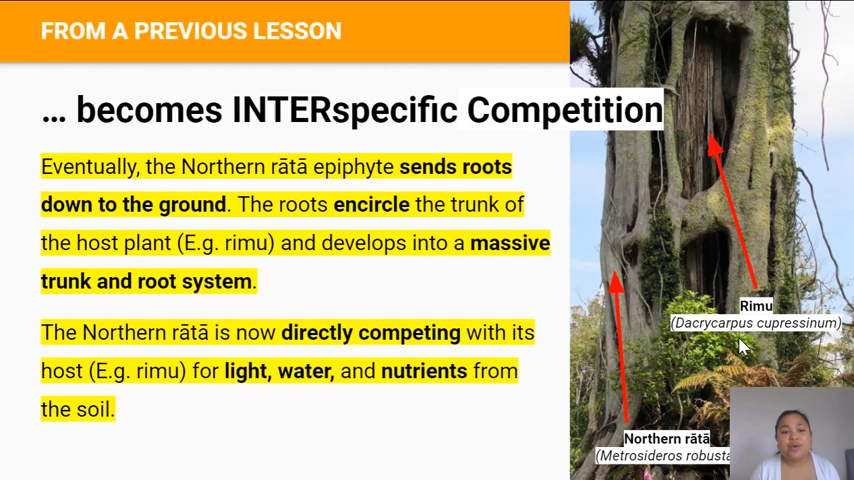 FROM A PREVIOUS LESSON
... becomes INTERspecific Competition
Eventually, the Northern rātā epiphyte sends roots
down to the ground. The roots encircle the trunk of
the host plant (E.g. rimu) and develops into a massive
trunk and root system.
The Northern rātā is now directly competing with its
host (E.g. rimu) for light, water, and nutrients from
the soil.
Rimu
(Dacrycarpus cupressinum)
Northern rātā
(Metrosideros robusta